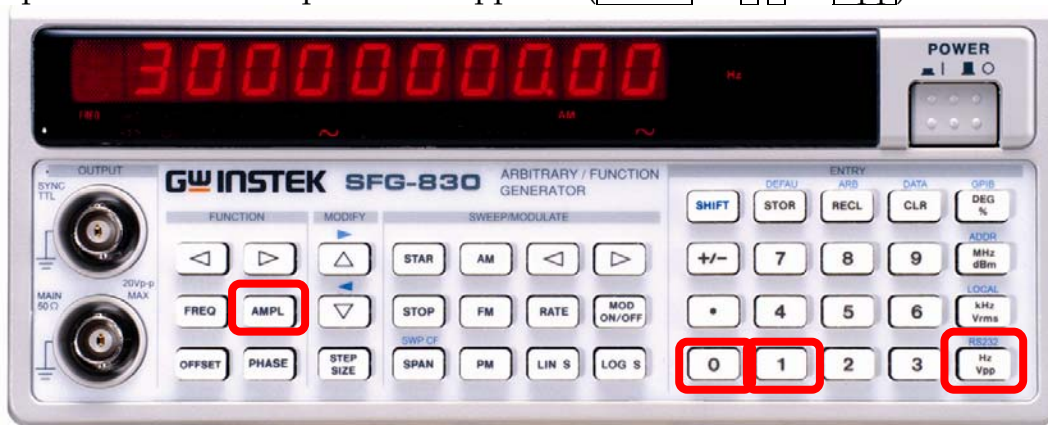 POWER
300000000.00 Hz
FREQ AM
OUTPUT
SYNC
TTL
GW INSTEK SFG-830 ARBITRARY / FUNCTION
GENERATOR
ENTRY
DEFAU ARB DATA GPIB
SHIFT STOR RECL CLR DEG
%
FUNCTION MODIFY SWEEP/MODULATE
ADDR
STAR AM +/− 7 8 9 MHz
dBm
20Vp-p
MAX
MAIN
50Ω
LOCAL
FREQ AMPL STOP FM RATE MOD
ON/OFF • 4 5 6 kHz
Vrms
SWP CF RS232
OFFSET PHASE STEP
SIZE SPAN PM LIN S LOG S 0 1 2 3 Hz
Vpp